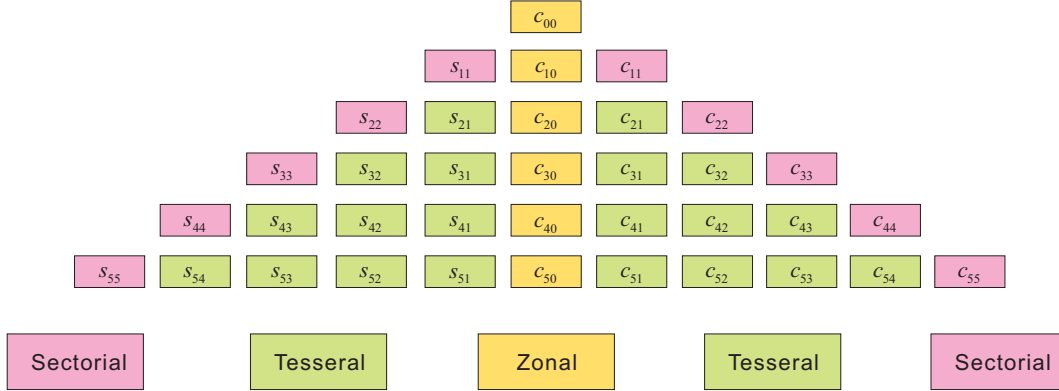 c₀₀
s₁₁ c₁₀ c₁₁
s₂₂ s₂₁ c₂₀ c₂₁ c₂₂
s₃₃ s₃₂ s₃₁ c₃₀ c₃₁ c₃₂ c₃₃
s₄₄ s₄₃ s₄₂ s₄₁ c₄₀ c₄₁ c₄₂ c₄₃ c₄₄
s₅₅ s₅₄ s₅₃ s₅₂ s₅₁ c₅₀ c₅₁ c₅₂ c₅₃ c₅₄ c₅₅
Sectorial Tesseral Zonal Tesseral Sectorial